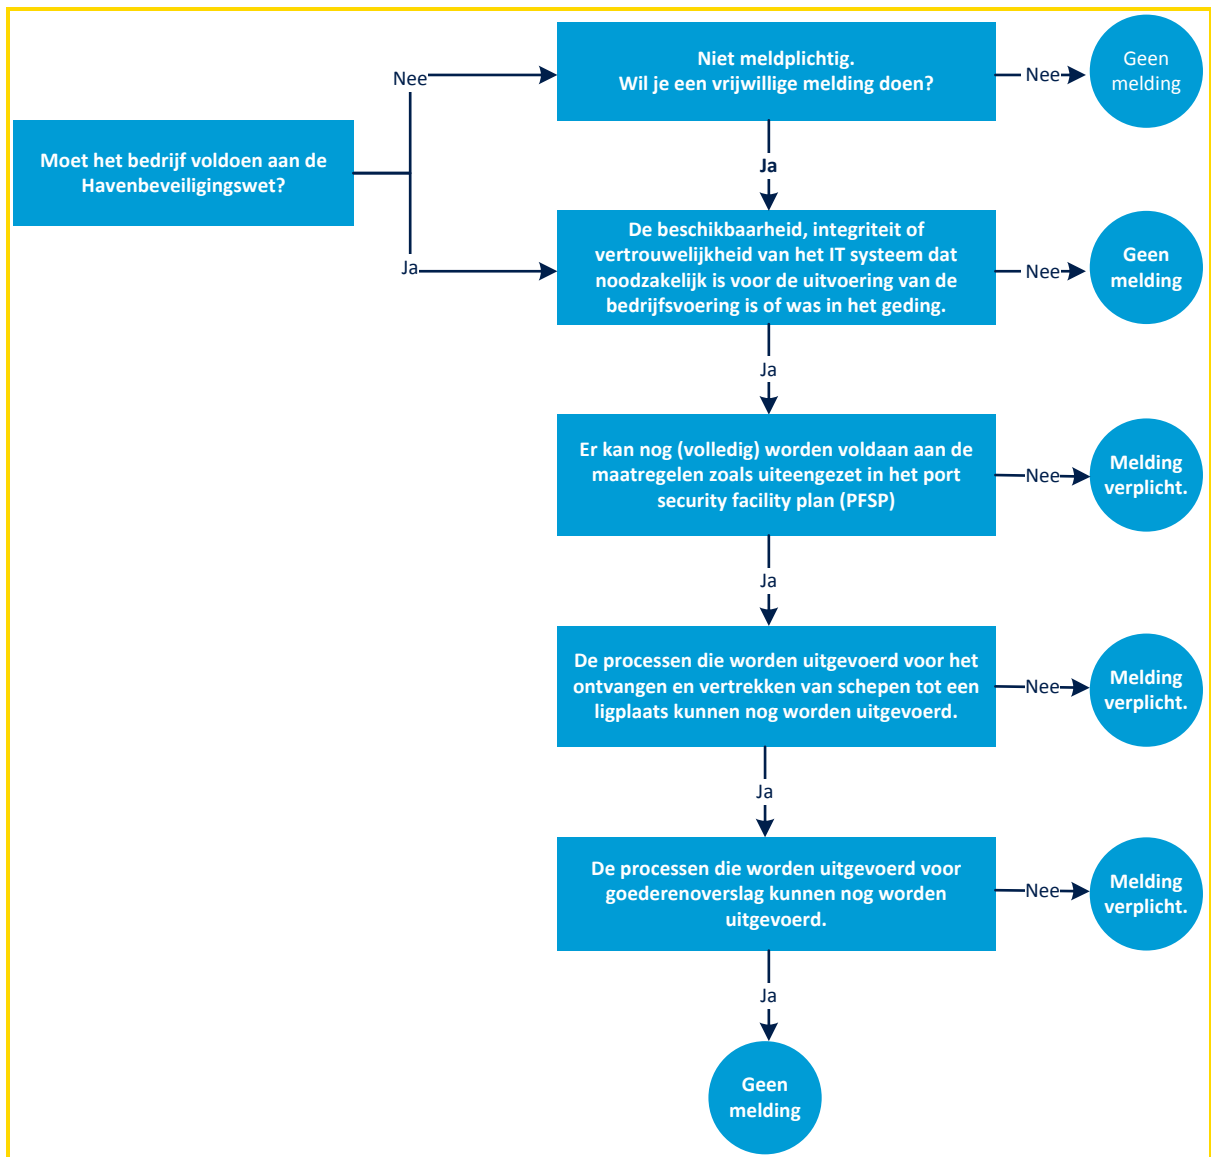 Moet het bedrijf voldoen aan de
Havenbeveiligingswet?
Nee
Niet meldplichtig.
Wil je een vrijwillige melding doen?
Nee
Geen
melding
Ja
Ja
De beschikbaarheid, integriteit of
vertrouwelijkheid van het IT systeem dat
noodzakelijk is voor de uitvoering van de
bedrijfsvoering is of was in het geding.
Nee
Geen
melding
Ja
Er kan nog (volledig) worden voldaan aan de
maatregelen zoals uiteengezet in het port
security facility plan (PFSP)
Nee
Melding
verplicht.
Ja
De processen die worden uitgevoerd voor het
ontvangen en vertrekken van schepen tot een
ligplaats kunnen nog worden uitgevoerd.
Nee
Melding
verplicht.
Ja
De processen die worden uitgevoerd voor
goederenoverslag kunnen nog worden
uitgevoerd.
Nee
Melding
verplicht.
Ja
Geen
melding